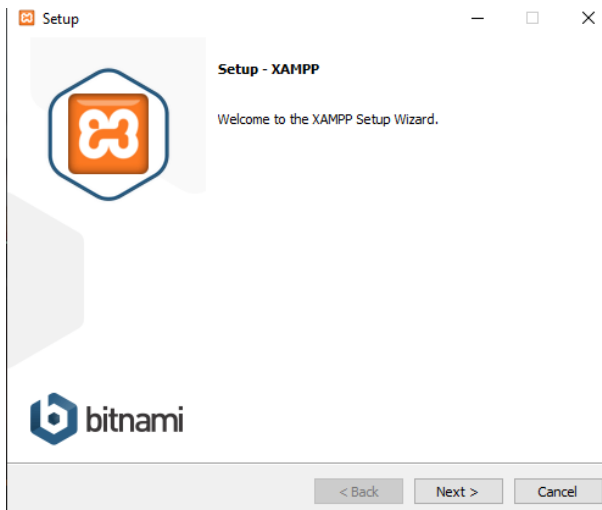 Setup
Setup - XAMPP
Welcome to the XAMPP Setup Wizard.
bitnami
< Back Next > Cancel